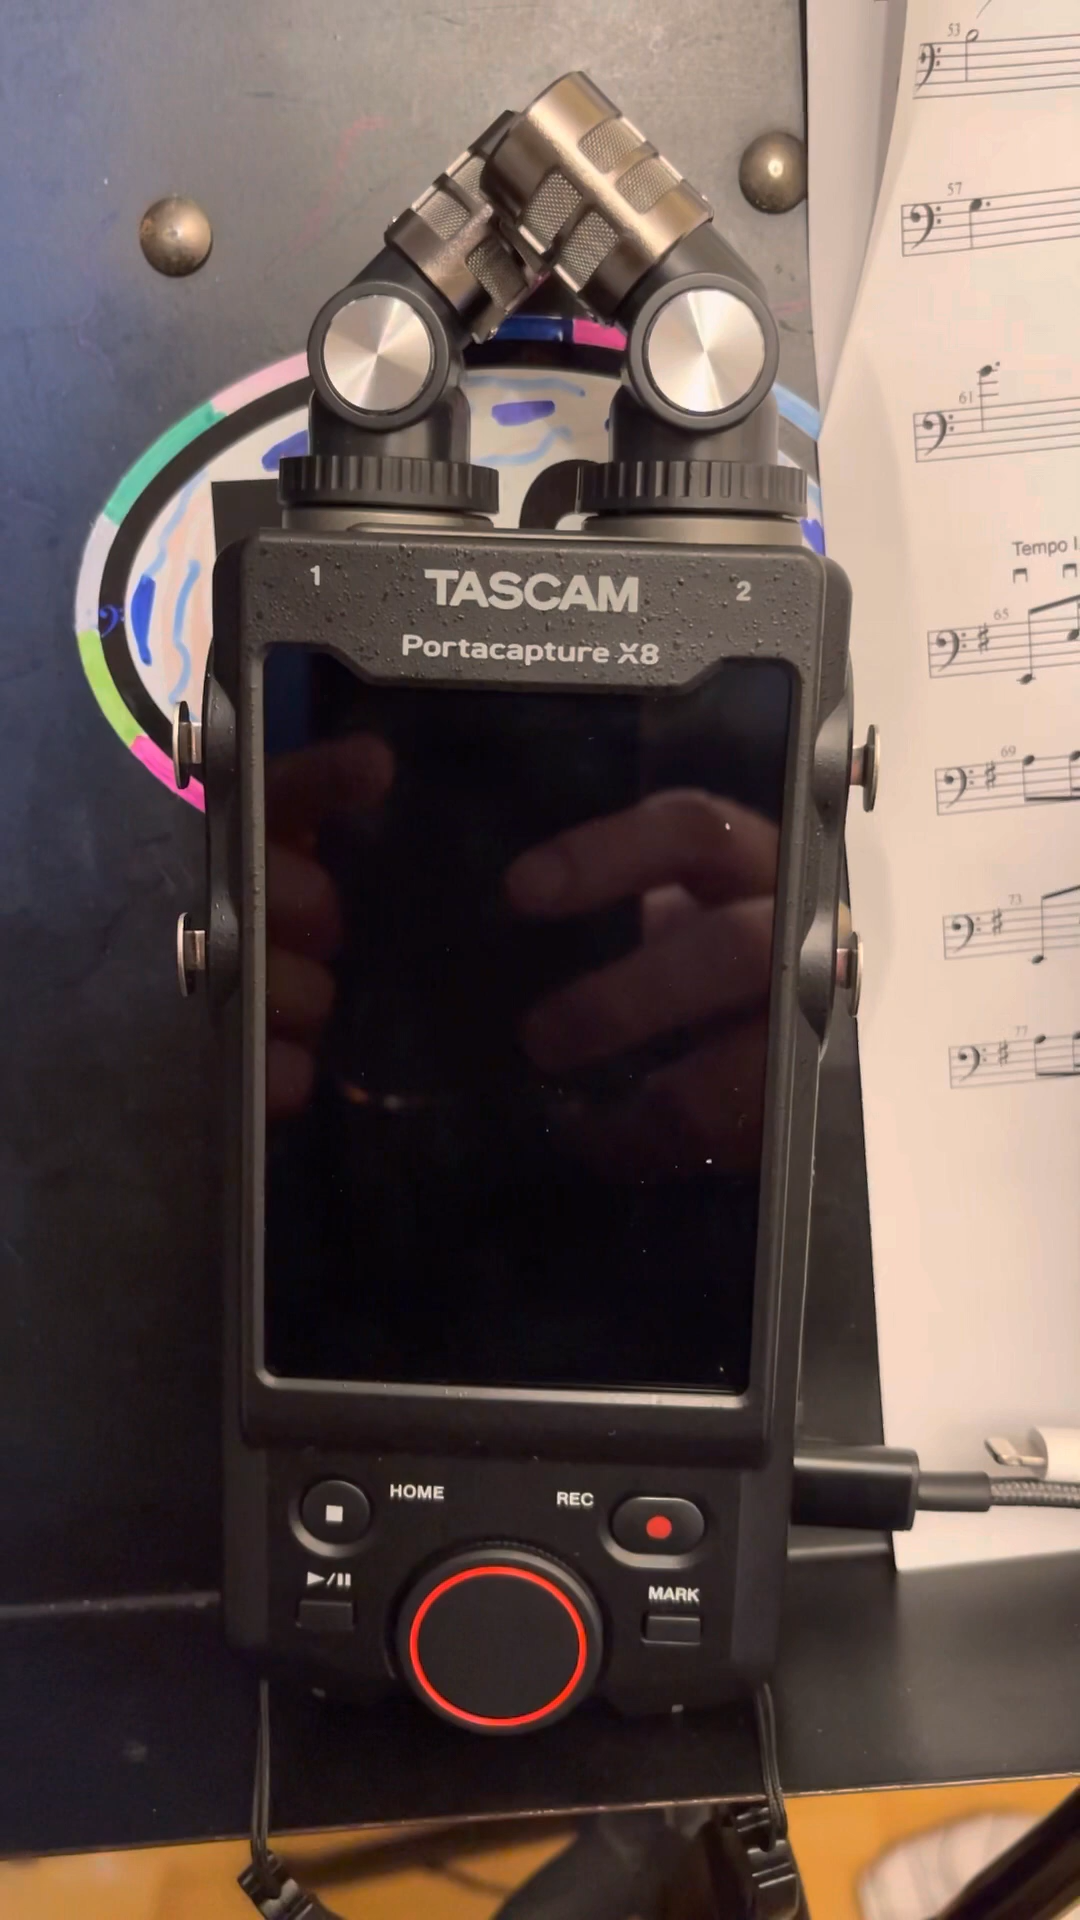 53
57
61
Tempo I
65
69
73
77
1
TASCAM
2
Portacapture X8
HOME
REC
MARK